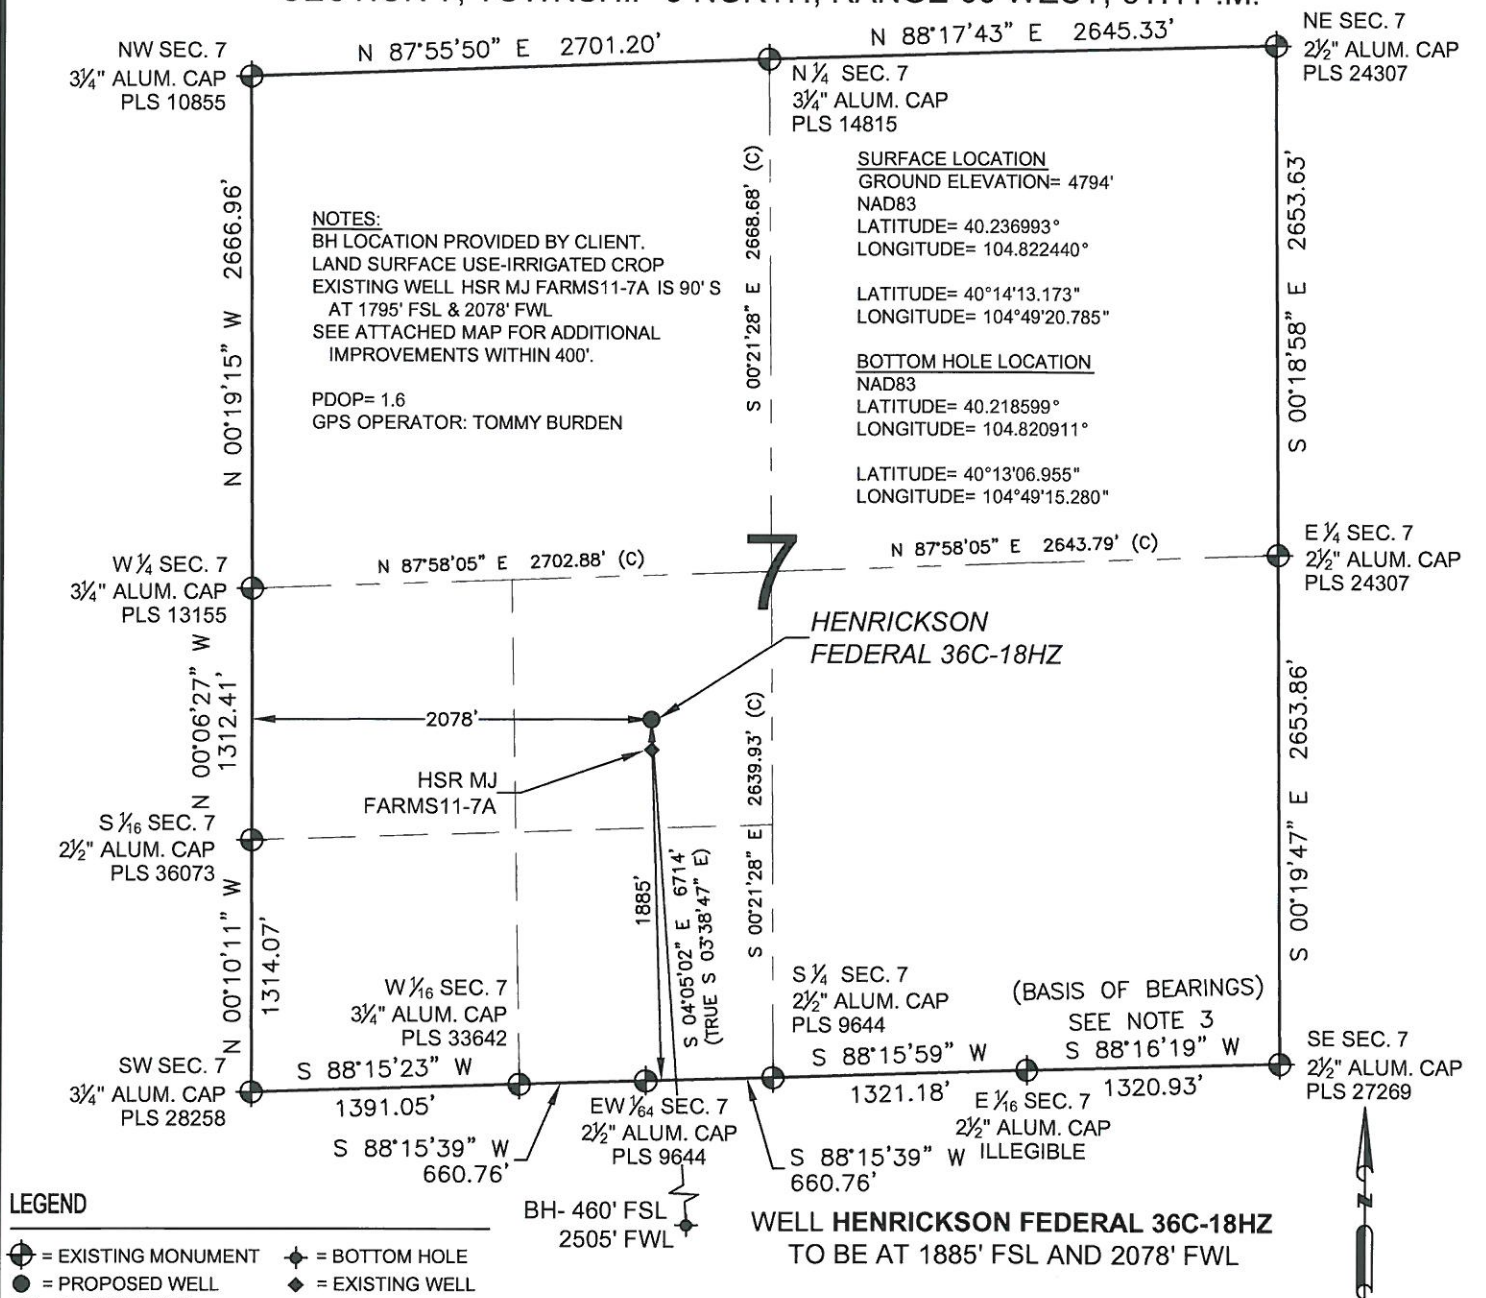 NW SEC. 7
3¼" ALUM. CAP
PLS 10855
N 87°55'50" E 2701.20'
N 88°17'43" E 2645.33'
NE SEC. 7
2½" ALUM. CAP
PLS 24307
N ¼ SEC. 7
3¼" ALUM. CAP
PLS 14815
N 00°19'15" W 2666.96'
NOTES:
BH LOCATION PROVIDED BY CLIENT.
LAND SURFACE USE-IRRIGATED CROP
EXISTING WELL HSR MJ FARMS11-7A IS 90' S
AT 1795' FSL & 2078' FWL
SEE ATTACHED MAP FOR ADDITIONAL
IMPROVEMENTS WITHIN 400'.
PDOP= 1.6
GPS OPERATOR: TOMMY BURDEN
S 00°21'28" E 2668.68' (C)
SURFACE LOCATION
GROUND ELEVATION= 4794'
NAD83
LATITUDE= 40.236993°
LONGITUDE= 104.822440°
LATITUDE= 40°14'13.173"
LONGITUDE= 104°49'20.785"
BOTTOM HOLE LOCATION
NAD83
LATITUDE= 40.218599°
LONGITUDE= 104.820911°
LATITUDE= 40°13'06.955"
LONGITUDE= 104°49'15.280"
S 00°18'58" E 2653.63'
W ¼ SEC. 7
3¼" ALUM. CAP
PLS 13155
N 87°58'05" E 2702.88' (C)
7
N 87°58'05" E 2643.79' (C)
E ¼ SEC. 7
2½" ALUM. CAP
PLS 24307
HENRICKSON
FEDERAL 36C-18HZ
N 00°06'27" W
1312.41'
2078'
HSR MJ
FARMS11-7A
S 1/16 SEC. 7
2½" ALUM. CAP
PLS 36073
S 00°21'28" E 2639.93' (C)
S 00°19'47" E 2653.86'
1885'
S 04°05'02" E 6714'
(TRUE S 03°38'47" E)
N 00°10'11" W
1314.07'
W 1/16 SEC. 7
3¼" ALUM. CAP
PLS 33642
S ¼ SEC. 7
2½" ALUM. CAP
PLS 9644
(BASIS OF BEARINGS)
SEE NOTE 3
SW SEC. 7
3¼" ALUM. CAP
PLS 28258
S 88°15'23" W
1391.05'
S 88°15'59" W
1321.18'
S 88°16'19" W
1320.93'
SE SEC. 7
2½" ALUM. CAP
PLS 27269
EW 1/64 SEC. 7
2½" ALUM. CAP
PLS 9644
E 1/16 SEC. 7
2½" ALUM. CAP
ILLEGIBLE
S 88°15'39" W
660.76'
S 88°15'39" W
660.76'
BH- 460' FSL
2505' FWL
WELL HENRICKSON FEDERAL 36C-18HZ
TO BE AT 1885' FSL AND 2078' FWL
LEGEND
= EXISTING MONUMENT
= BOTTOM HOLE
= PROPOSED WELL
= EXISTING WELL